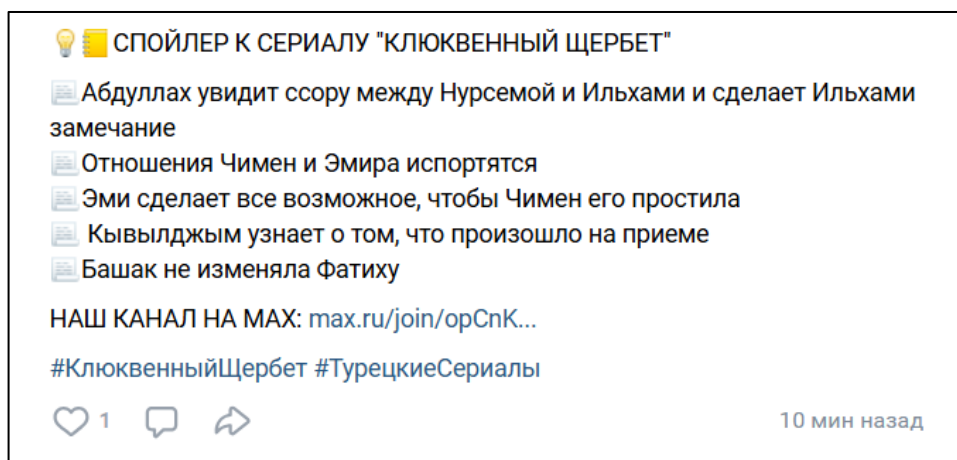 💡📒 СПОЙЛЕР К СЕРИАЛУ "КЛЮКВЕННЫЙ ЩЕРБЕТ"
📃Абдуллах увидит ссору между Нурсемой и Ильхами и сделает Ильхами
замечание
📃Отношения Чимен и Эмира испортятся
📃Эми сделает все возможное, чтобы Чимен его простила
📃 Кывылджым узнает о том, что произошло на приеме
📃Башак не изменяла Фатиху
НАШ КАНАЛ НА MAX: max.ru/join/opCnK...
#КлюквенныйЩербет #ТурецкиеСериалы
1
10 мин назад